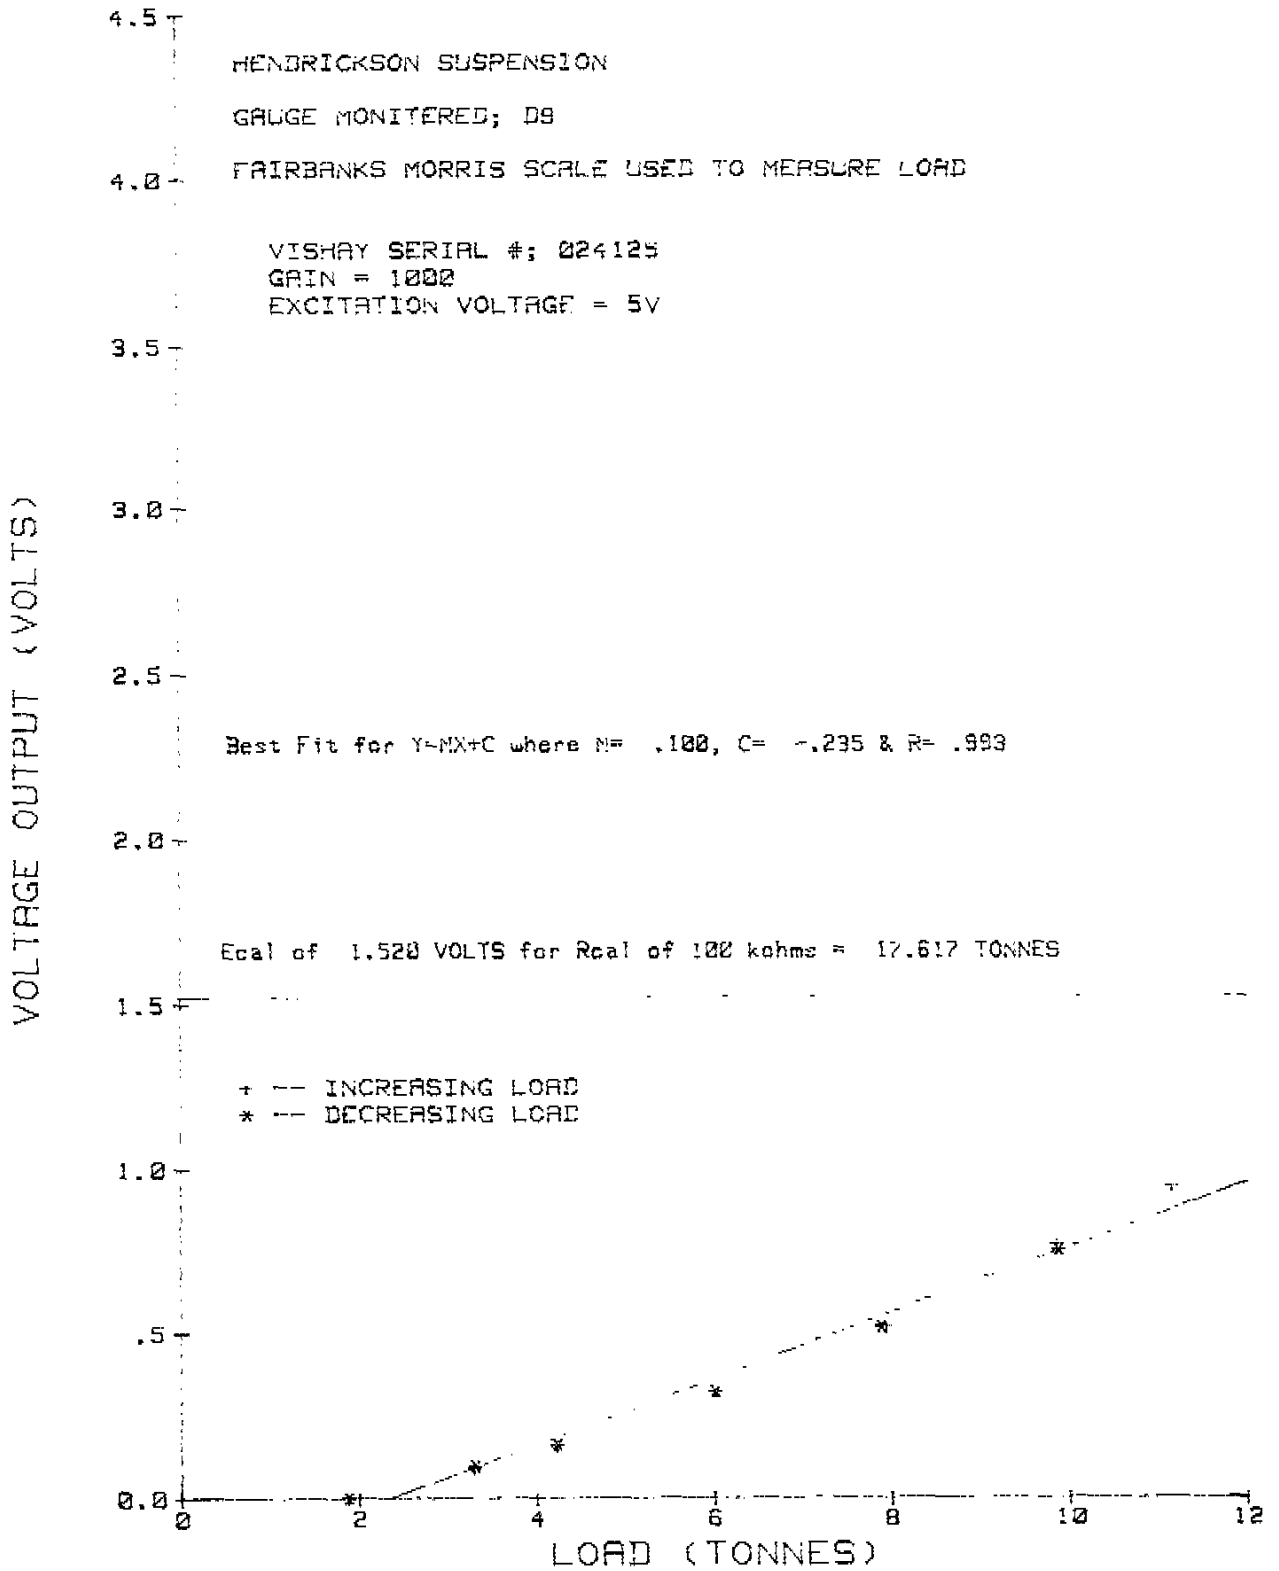 4.5
HENDRICKSON SUSPENSION
GAUGE MONITERED; D9
FAIRBANKS MORRIS SCALE USED TO MEASURE LOAD
4.0
VISHAY SERIAL #; 024125
GAIN = 1000
EXCITATION VOLTAGE = 5V
3.5
3.0
2.5
Best Fit for Y=MX+C where M= .100, C= -.235 & R= .993
2.0
Ecal of 1.520 VOLTS for Rcal of 100 kohms = 17.617 TONNES
1.5
+ -- INCREASING LOAD
* -- DECREASING LOAD
1.0
.5
0.0
0 2 4 6 8 10 12
LOAD (TONNES)
VOLTAGE OUTPUT (VOLTS)